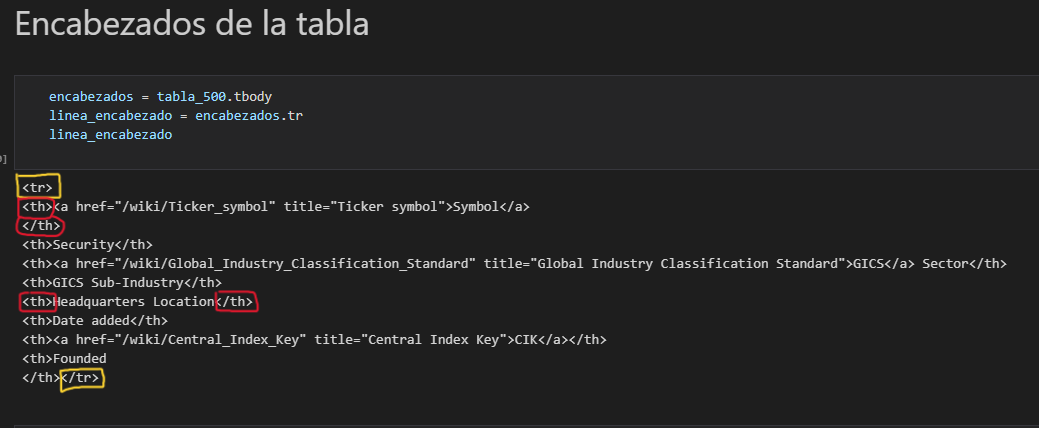 Encabezados de la tabla
encabezados = tabla_500.tbody
linea_encabezado = encabezados.tr
linea_encabezado
]
<tr>
<th><a href="/wiki/Ticker_symbol" title="Ticker symbol">Symbol</a>
</th>
<th>Security</th>
<th><a href="/wiki/Global_Industry_Classification_Standard" title="Global Industry Classification Standard">GICS</a> Sector</th>
<th>GICS Sub-Industry</th>
<th>Headquarters Location</th>
<th>Date added</th>
<th><a href="/wiki/Central_Index_Key" title="Central Index Key">CIK</a></th>
<th>Founded
</th></tr>